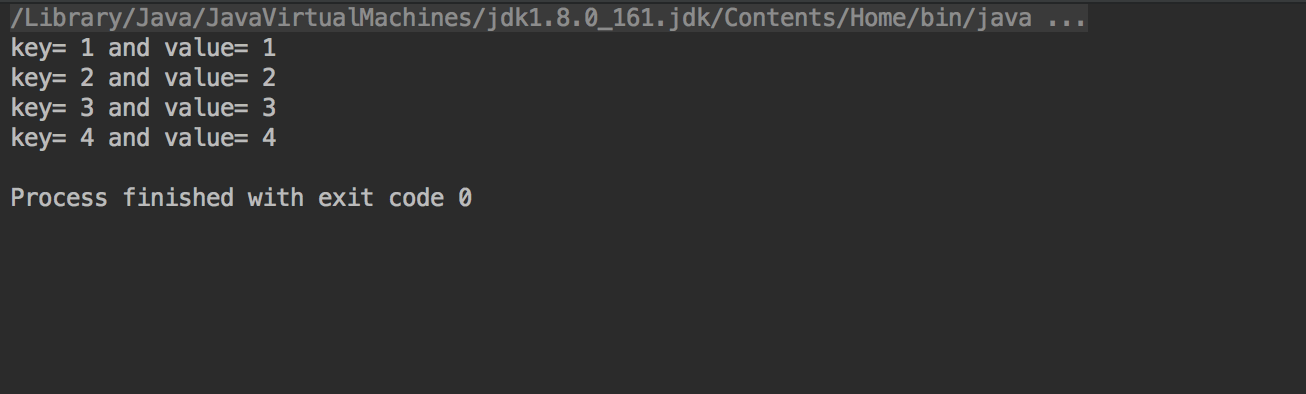 /Library/Java/JavaVirtualMachines/jdk1.8.0_161.jdk/Contents/Home/bin/java ...
key= 1 and value= 1
key= 2 and value= 2
key= 3 and value= 3
key= 4 and value= 4
Process finished with exit code 0